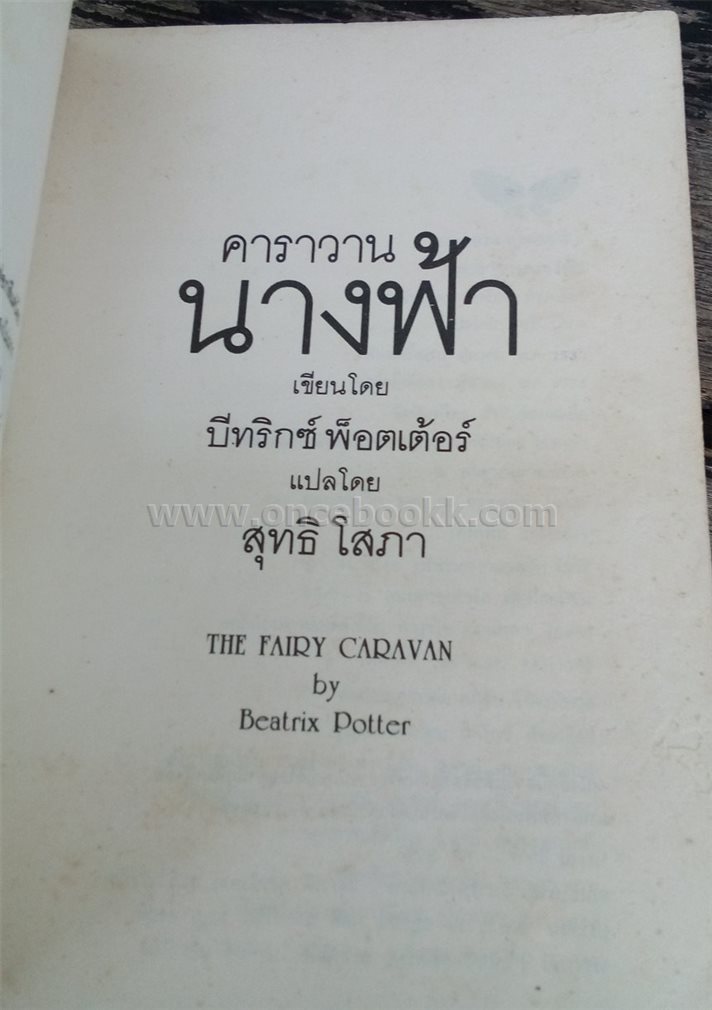 คาราวาน
นางฟ้า
เขียนโดย
บีทริกซ์ พ็อตเต้อร์
แปลโดย
www.oncebookk.com
สุทธิ โสภา
THE FAIRY CARAVAN
by
Beatrix Potter